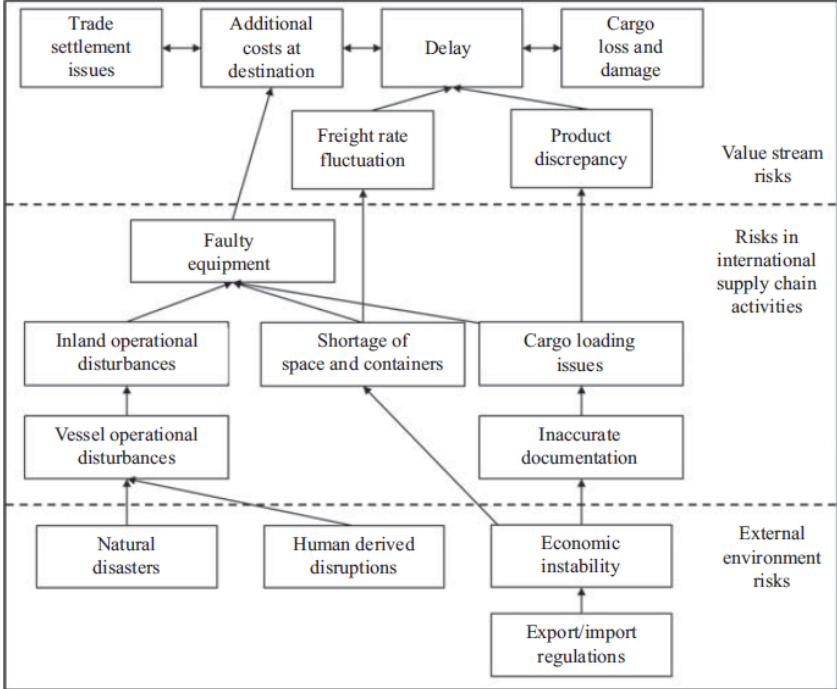 Trade
settlement
issues
Additional
costs at
destination
Delay
Cargo
loss and
damage
Freight rate
fluctuation
Product
discrepancy
Value stream
risks
Faulty
equipment
Risks in
international
supply chain
activities
Inland operational
disturbances
Shortage of
space and containers
Cargo loading
issues
Vessel operational
disturbances
Inaccurate
documentation
Natural
disasters
Human derived
disruptions
Economic
instability
External
environment
risks
Export/import
regulations